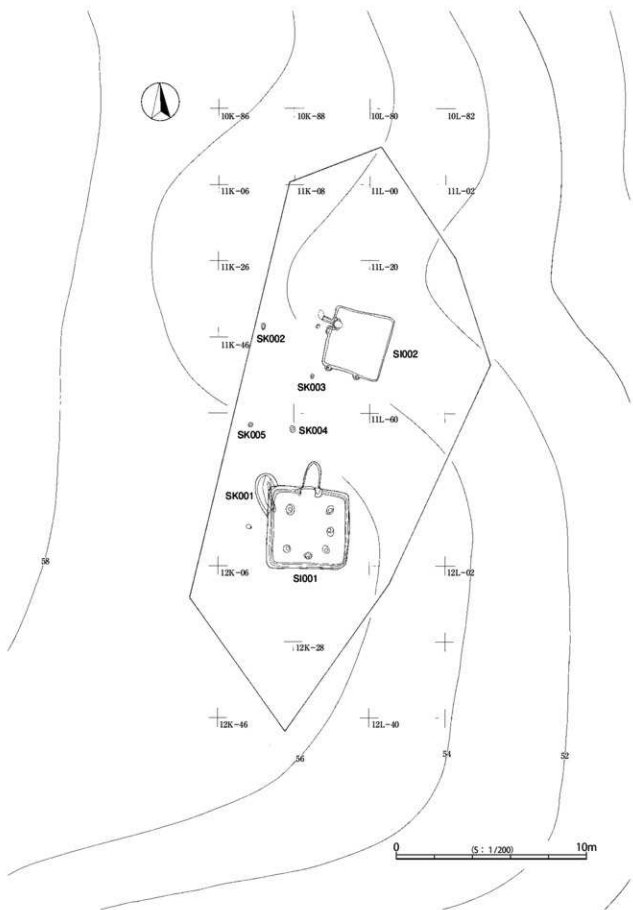 10K-86
10K-88
10L-80
10L-82
11K-06
11K-08
11L-00
11L-02
11K-26
11L-20
11K-46
SK002
SI002
SK003
11L-60
SK005
SK004
SK001
58
12K-06
SI001
12L-02
12K-28
12K-46
12L-40
56
54
52
0
(S: 1/200)
10m